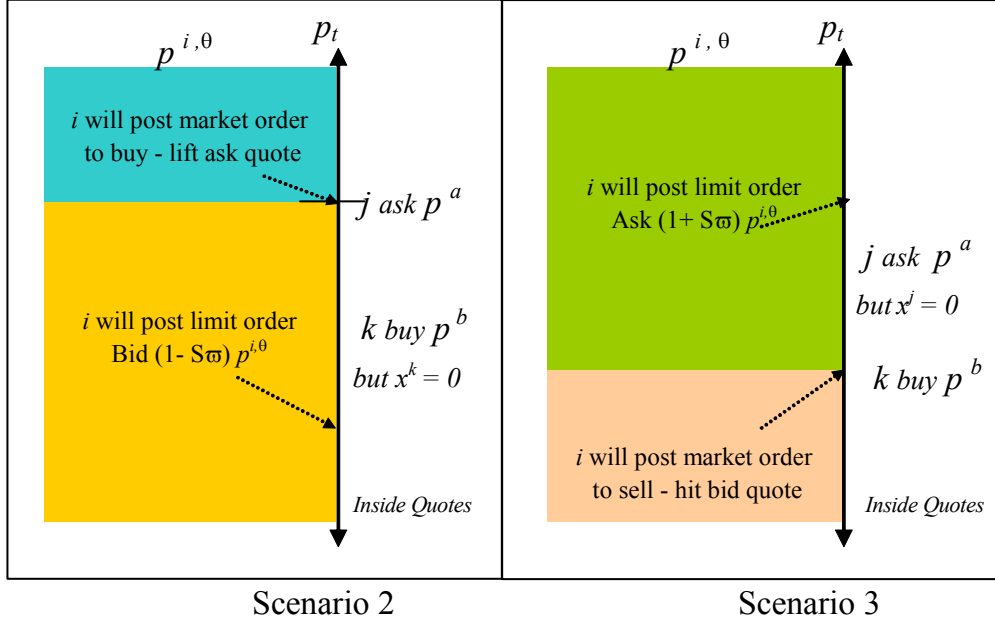 p^{i,θ}
p_t
i will post market order
to buy - lift ask quote
j ask p^a
i will post limit order
Bid (1- Sϖ) p^{i,θ}
k buy p^b
but x^k = 0
Inside Quotes
Scenario 2
p^{i,θ}
p_t
i will post limit order
Ask (1+ Sϖ) p^{i,θ}
j ask p^a
but x^j = 0
k buy p^b
i will post market order
to sell - hit bid quote
Inside Quotes
Scenario 3